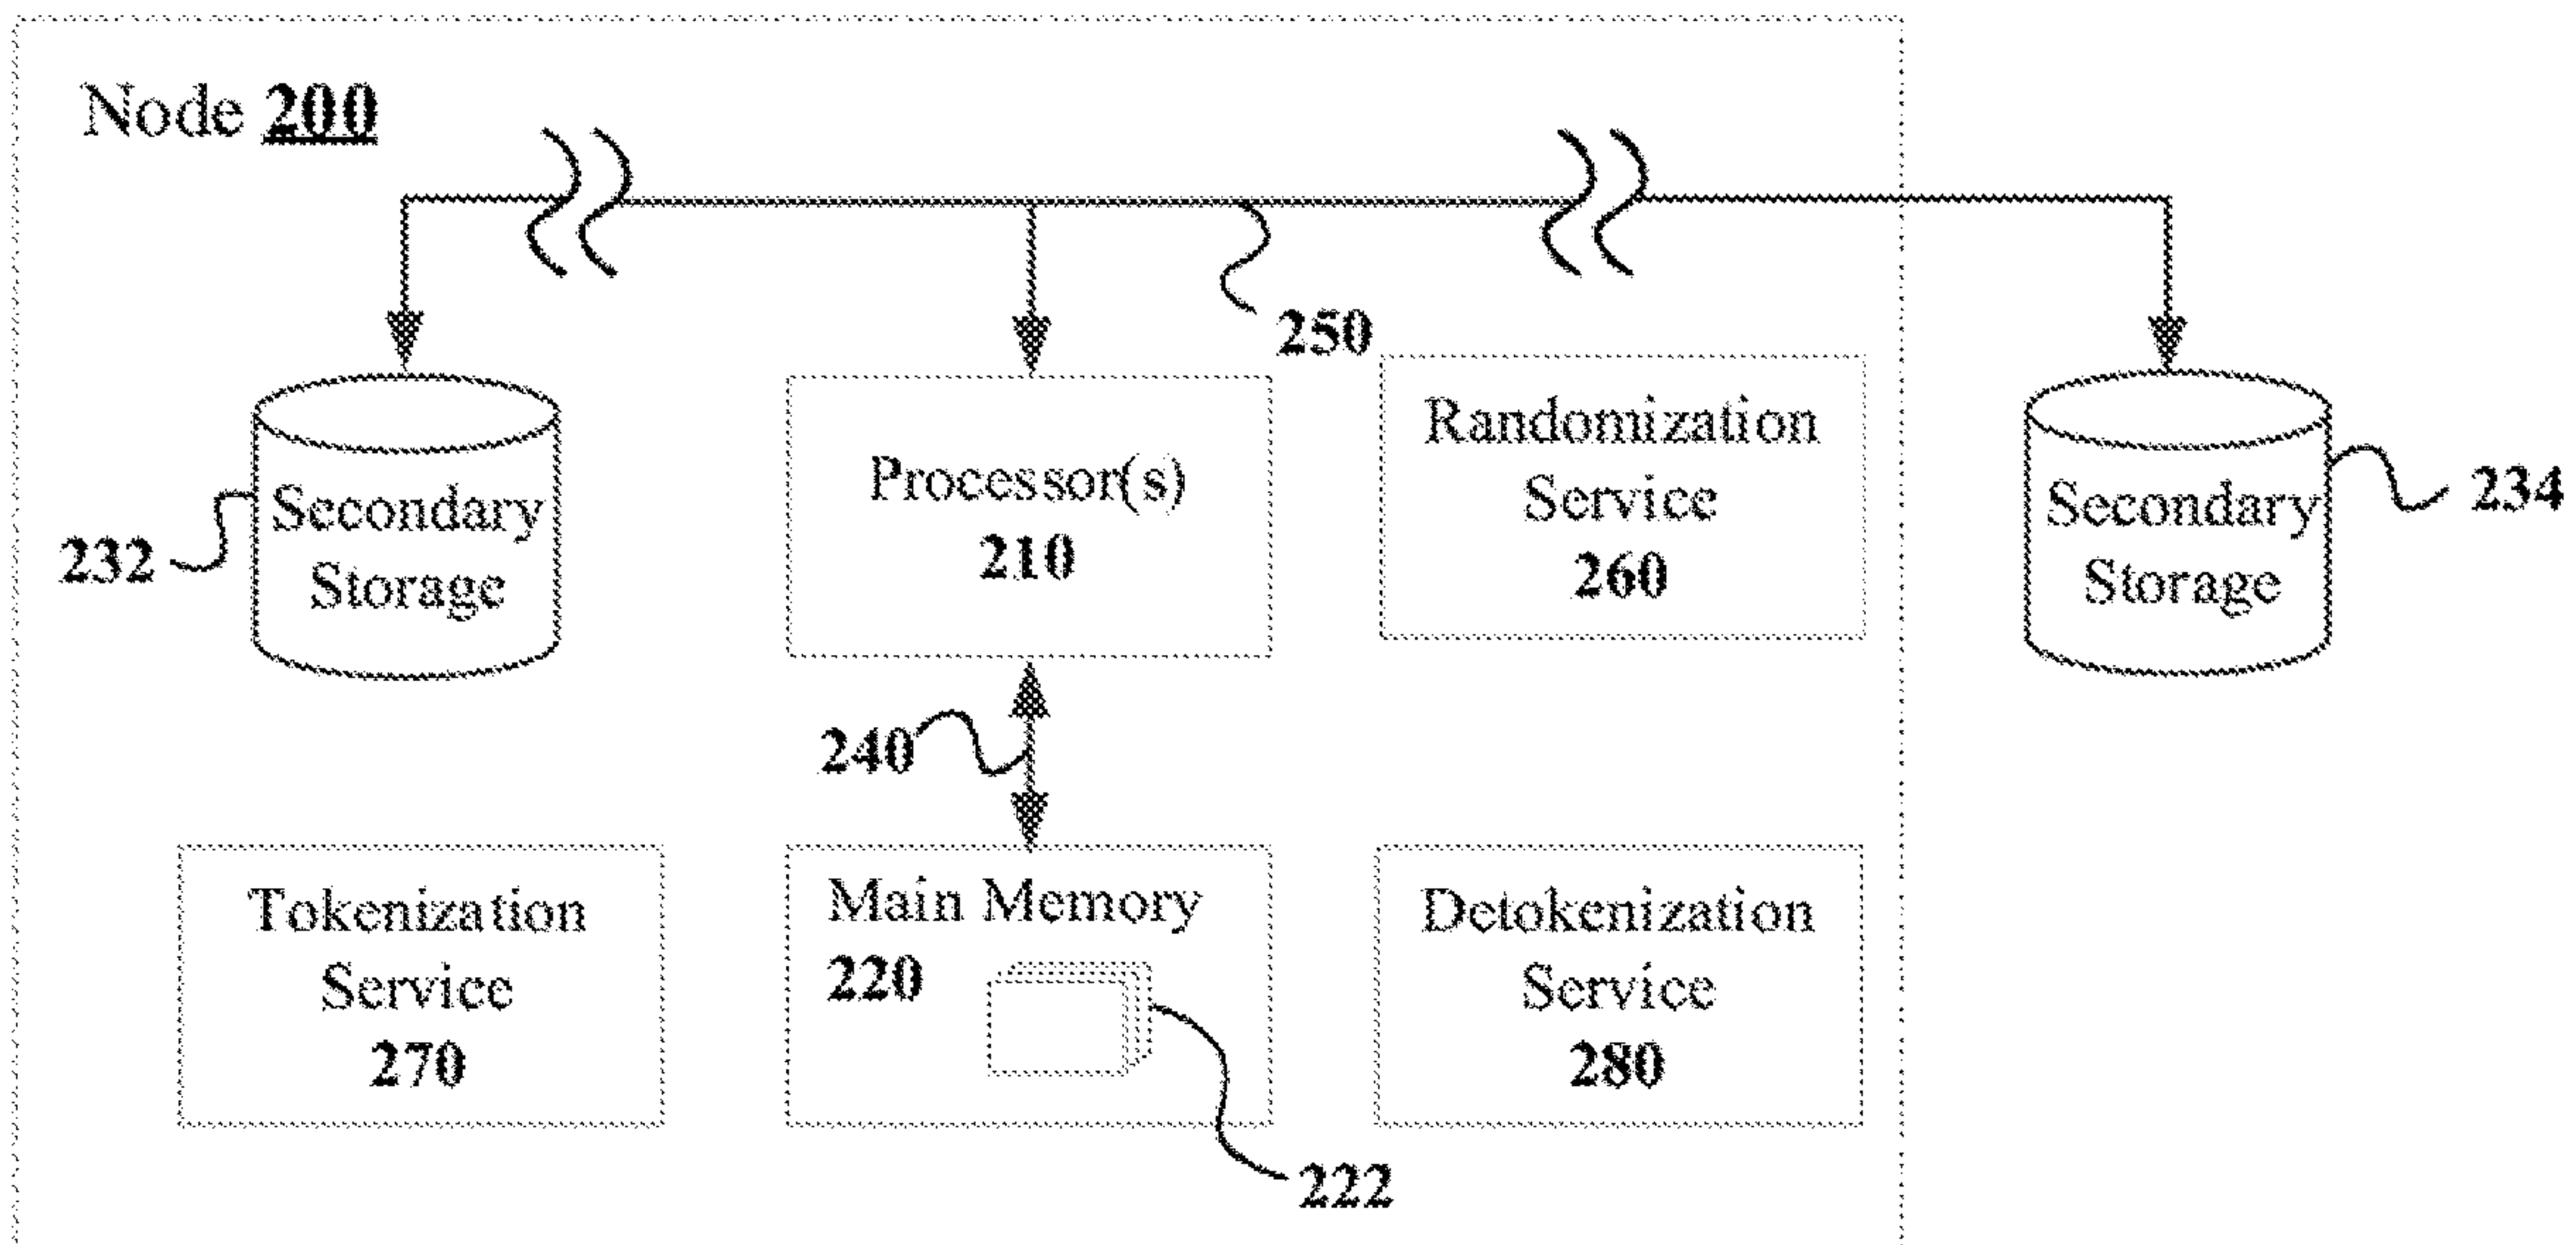 Node 200
250
Secondary
Storage
232
Processor(s)
210
Randomization
Service
260
Secondary
Storage
234
240
Tokenization
Service
270
Main Memory
220
222
Detokenization
Service
280